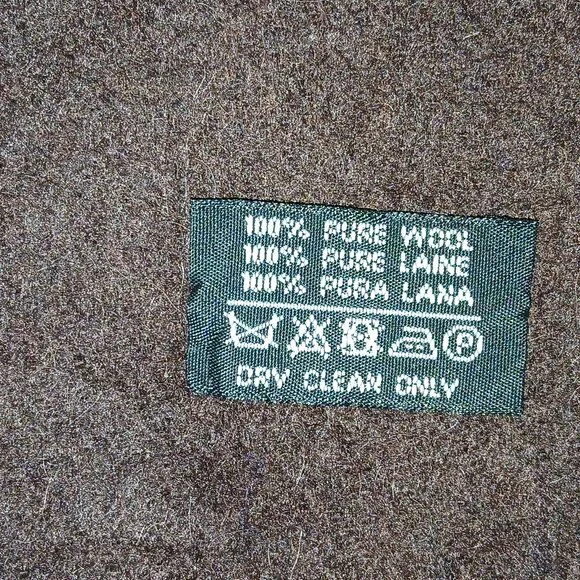 100% PURE WOOL
100% PURE LAINE
100% PURA LANA
P
DRY CLEAN ONLY